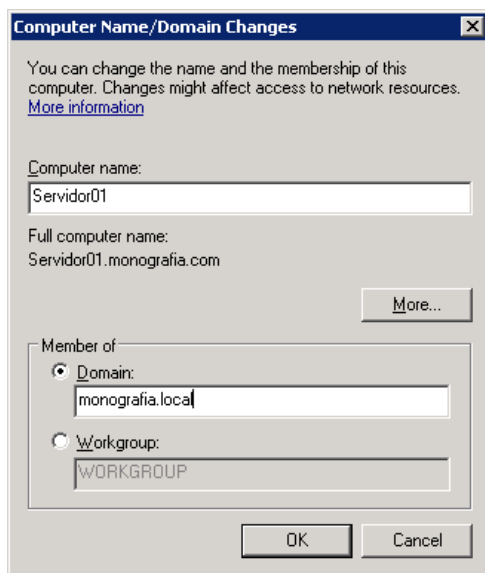 Computer Name/Domain Changes
You can change the name and the membership of this
computer. Changes might affect access to network resources.
More information
Computer name:
Servidor01
Full computer name:
Servidor01.monografia.com
More...
Member of
Domain:
monografia.local
Workgroup:
WORKGROUP
OK Cancel